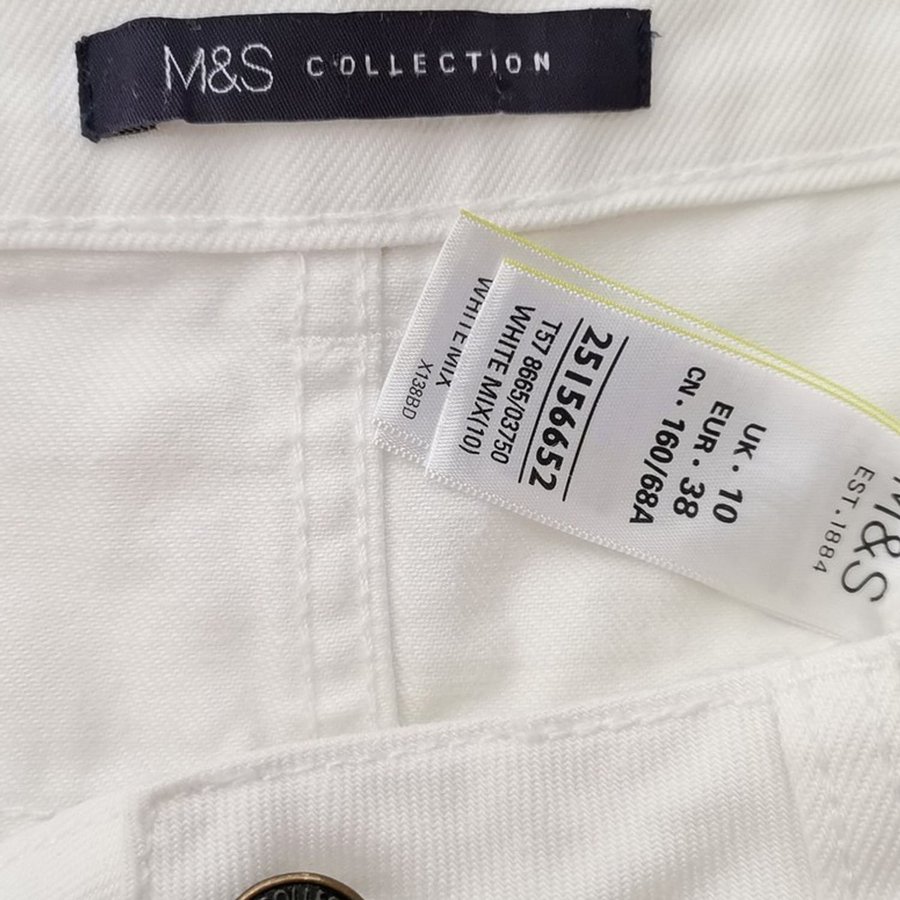 M&S COLLECTION
WHITE MIX
X138BD
M&S
EST. 1884
UK • 10
EUR • 38
CN • 160/68A
25156652
T57 8665/03750
WHITE MIX(10)